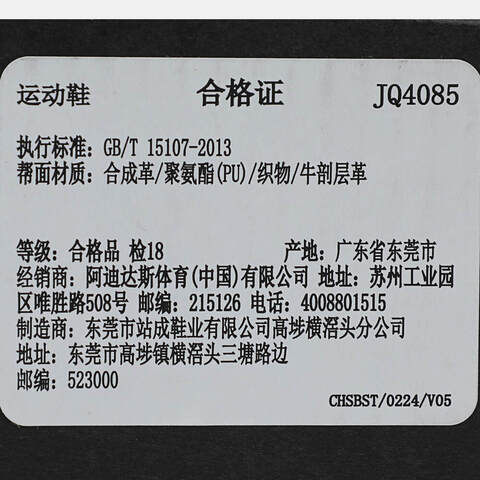 运动鞋 合格证 JQ4085
执行标准：GB/T 15107-2013
帮面材质：合成革/聚氨酯(PU)/织物/牛剖层革
等级：合格品 检18 产地：广东省东莞市
经销商：阿迪达斯体育(中国)有限公司 地址：苏州工业园
区唯胜路508号 邮编：215126 电话：4008801515
制造商：东莞市站成鞋业有限公司高埗横滘头分公司
地址：东莞市高埗镇横滘头三塘路边
邮编：523000
CHSBST/0224/V05